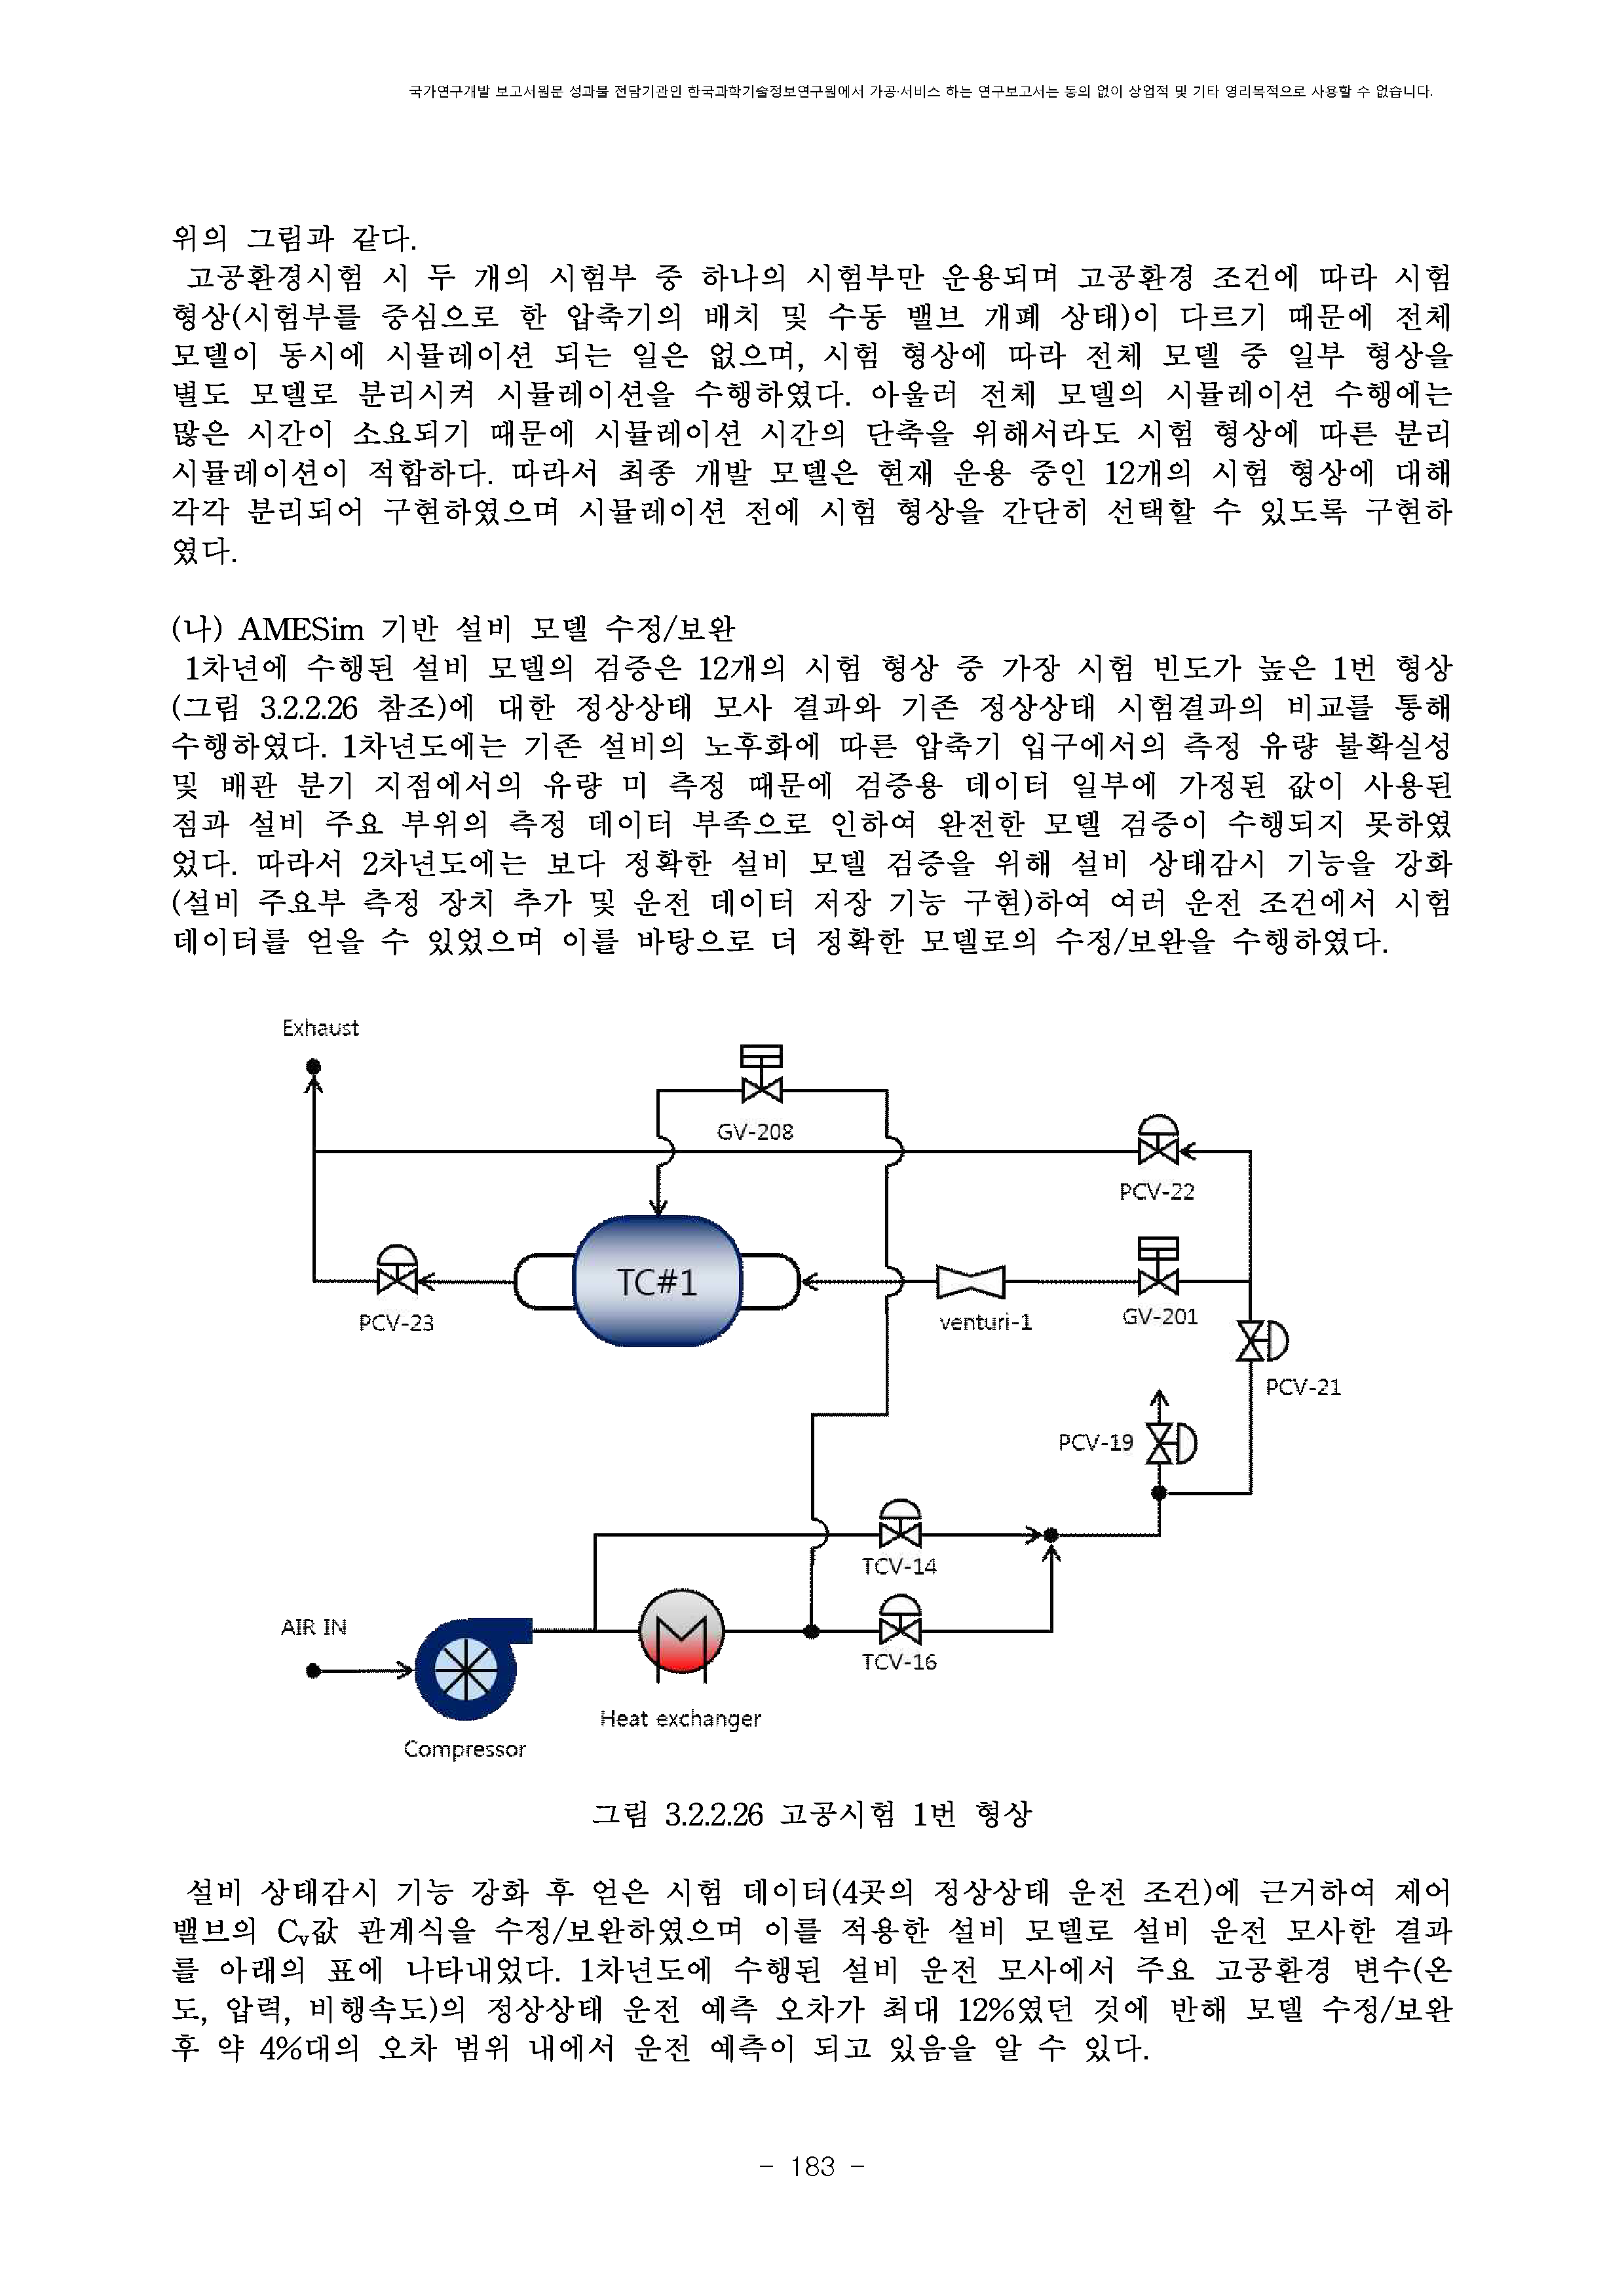 국가연구개발 보고서원문 성과물 전담기관인 한국과학기술정보연구원에서 가공·서비스 하는 연구보고서는 동의 없이 상업적 및 기타 영리목적으로 사용할 수 없습니다.
위의 그림과 같다.
고공환경시험 시 두 개의 시험부 중 하나의 시험부만 운용되며 고공환경 조건에 따라 시험
형상(시험부를 중심으로 한 압축기의 배치 및 수동 밸브 개폐 상태)이 다르기 때문에 전체
모델이 동시에 시뮬레이션 되는 일은 없으며, 시험 형상에 따라 전체 모델 중 일부 형상을
별도 모델로 분리시켜 시뮬레이션을 수행하였다. 아울러 전체 모델의 시뮬레이션 수행에는
많은 시간이 소요되기 때문에 시뮬레이션 시간의 단축을 위해서라도 시험 형상에 따른 분리
시뮬레이션이 적합하다. 따라서 최종 개발 모델은 현재 운용 중인 12개의 시험 형상에 대해
각각 분리되어 구현하였으며 시뮬레이션 전에 시험 형상을 간단히 선택할 수 있도록 구현하
였다.
(나) AMESim 기반 설비 모델 수정/보완
1차년에 수행된 설비 모델의 검증은 12개의 시험 형상 중 가장 시험 빈도가 높은 1번 형상
(그림 3.2.2.26 참조)에 대한 정상상태 모사 결과와 기존 정상상태 시험결과의 비교를 통해
수행하였다. 1차년도에는 기존 설비의 노후화에 따른 압축기 입구에서의 측정 유량 불확실성
및 배관 분기 지점에서의 유량 미 측정 때문에 검증용 데이터 일부에 가정된 값이 사용된
점과 설비 주요 부위의 측정 데이터 부족으로 인하여 완전한 모델 검증이 수행되지 못하였
었다. 따라서 2차년도에는 보다 정확한 설비 모델 검증을 위해 설비 상태감시 기능을 강화
(설비 주요부 측정 장치 추가 및 운전 데이터 저장 기능 구현)하여 여러 운전 조건에서 시험
데이터를 얻을 수 있었으며 이를 바탕으로 더 정확한 모델로의 수정/보완을 수행하였다.
Exhaust
GV-208
PCV-22
TC#1
PCV-23
venturi-1
GV-201
PCV-21
PCV-19
TCV-14
AIR IN
TCV-16
Heat exchanger
Compressor
그림 3.2.2.26 고공시험 1번 형상
설비 상태감시 기능 강화 후 얻은 시험 데이터(4곳의 정상상태 운전 조건)에 근거하여 제어
밸브의 Cv값 관계식을 수정/보완하였으며 이를 적용한 설비 모델로 설비 운전 모사한 결과
를 아래의 표에 나타내었다. 1차년도에 수행된 설비 운전 모사에서 주요 고공환경 변수(온
도, 압력, 비행속도)의 정상상태 운전 예측 오차가 최대 12%였던 것에 반해 모델 수정/보완
후 약 4%대의 오차 범위 내에서 운전 예측이 되고 있음을 알 수 있다.
- 183 -